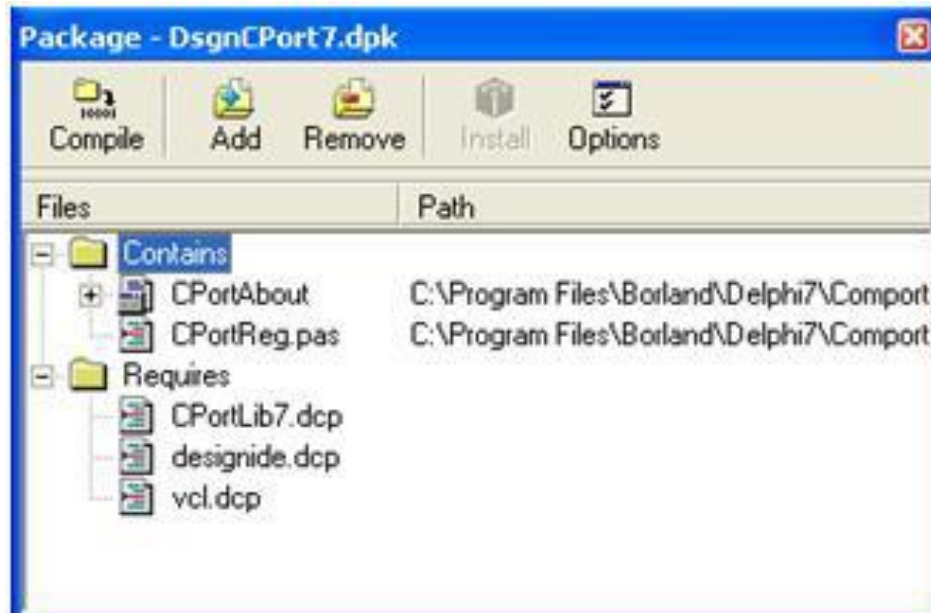 Package - DsgnCPort7.dpk
Compile Add Remove Install Options
Files Path
Contains
CPortAbout C:\Program Files\Borland\Delphi7\Comport
CPortReg.pas C:\Program Files\Borland\Delphi7\Comport
Requires
CPortLib7.dcp
designide.dcp
vcl.dcp